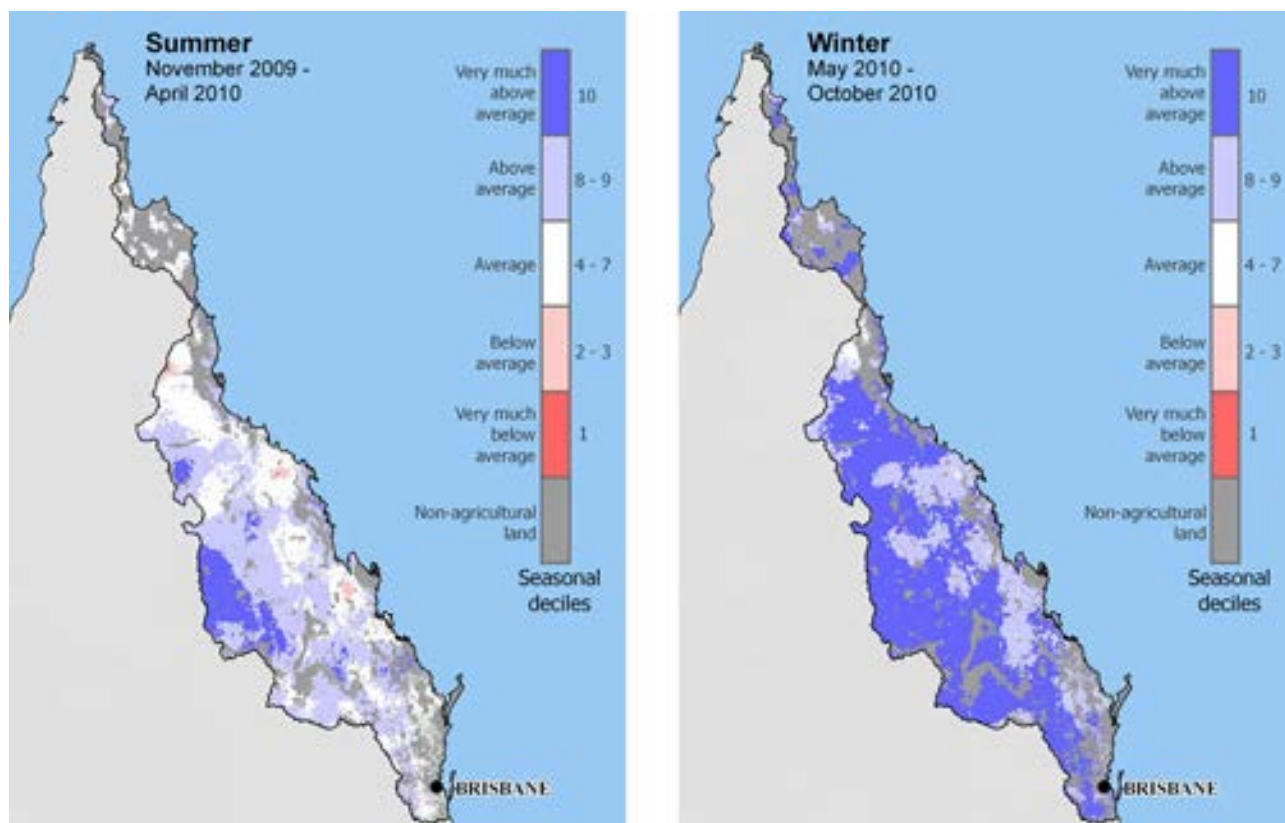 Summer
November 2009 -
April 2010
Very much
above
average
10
Above
average
8 - 9
Average
4 - 7
Below
average
2 - 3
Very much
below
average
1
Non-agricultural
land
Seasonal
deciles
BRISBANE
Winter
May 2010 -
October 2010
Very much
above
average
10
Above
average
8 - 9
Average
4 - 7
Below
average
2 - 3
Very much
below
average
1
Non-agricultural
land
Seasonal
deciles
BRISBANE